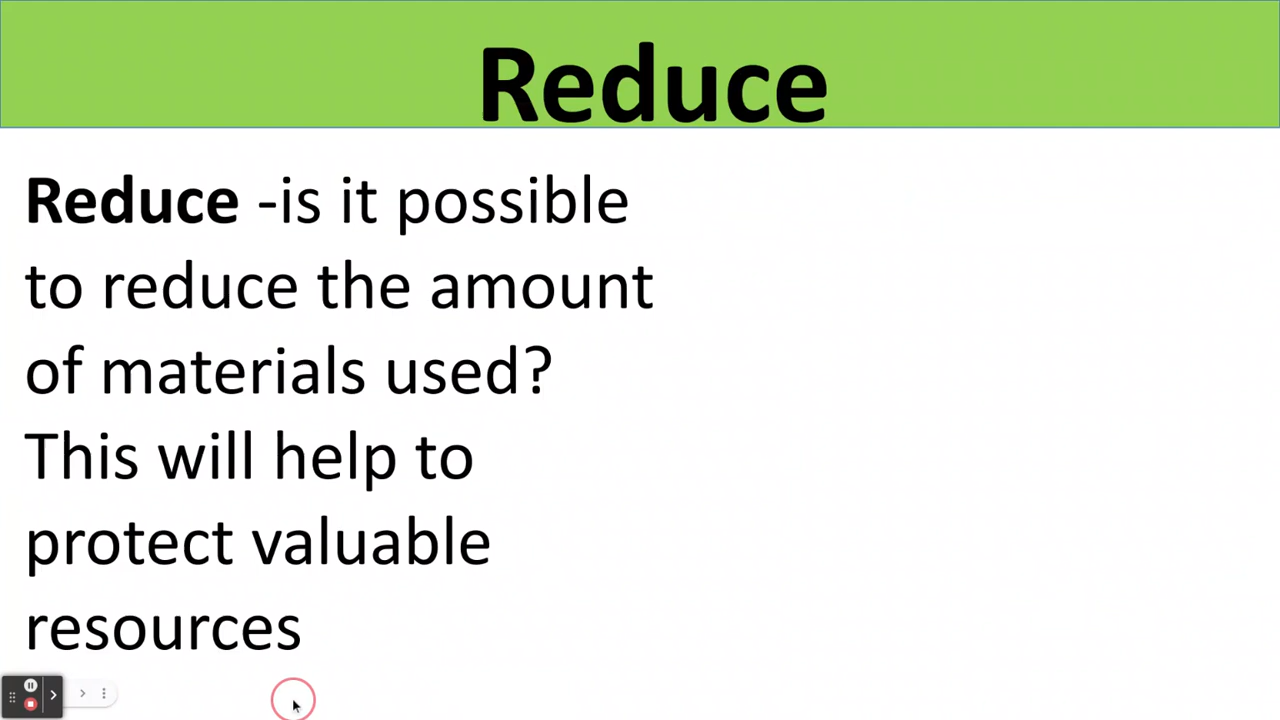 Reduce
Reduce -is it possible
to reduce the amount
of materials used?
This will help to
protect valuable
resources